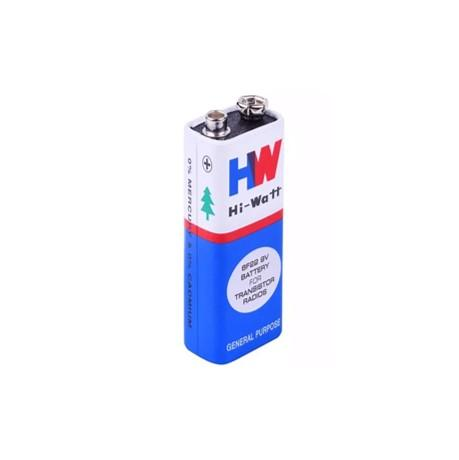 HW
Hi-Watt
6F22 9V
BATTERY
FOR
TRANSISTOR
RADIOS
GENERAL PURPOSE
+
0% MERCURY & 0% CADMIUM